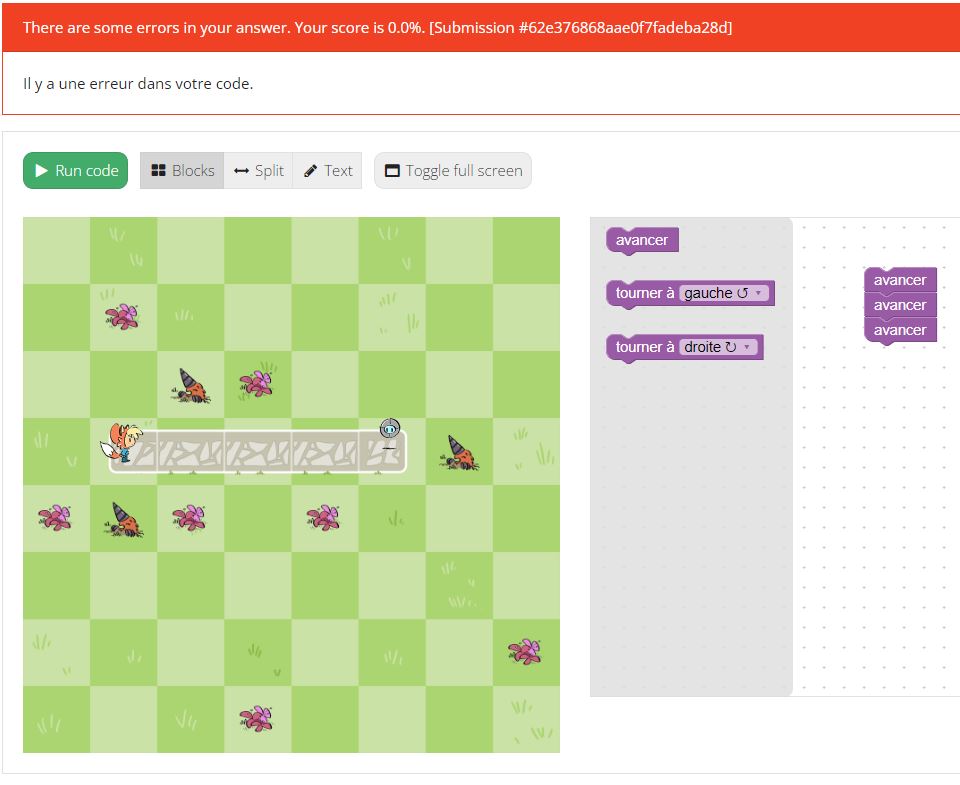 There are some errors in your answer. Your score is 0.0%. [Submission #62e376868aae0f7fadeba28d]
Il y a une erreur dans votre code.
Run code
Blocks
Split
Text
Toggle full screen
avancer
tourner à gauche ↺
tourner à droite ↻
avancer
avancer
avancer